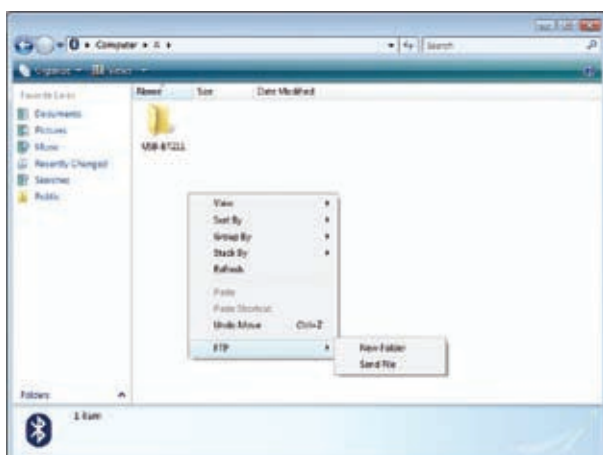 Computer
Search
Organize Views
Favorite Links
Name Size Date Modified
Documents
Pictures
Music
Recently Changed
Searches
Public
View
Sort By
Group By
Stack By
Refresh
Paste
Paste Shortcut
Undo Move Ctrl+Z
FTP
New Folder
Send File
Folders
1 item